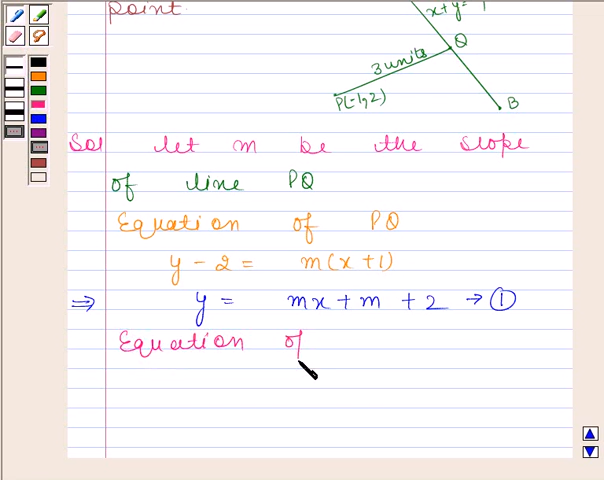 point.
x+y=
Q
3 units
P(-1,2)
B
Sol let m be the slope
of line PQ
Equation of PQ
y - 2 = m(x+1)
⇒ y = mx + m + 2 → ①
Equation of